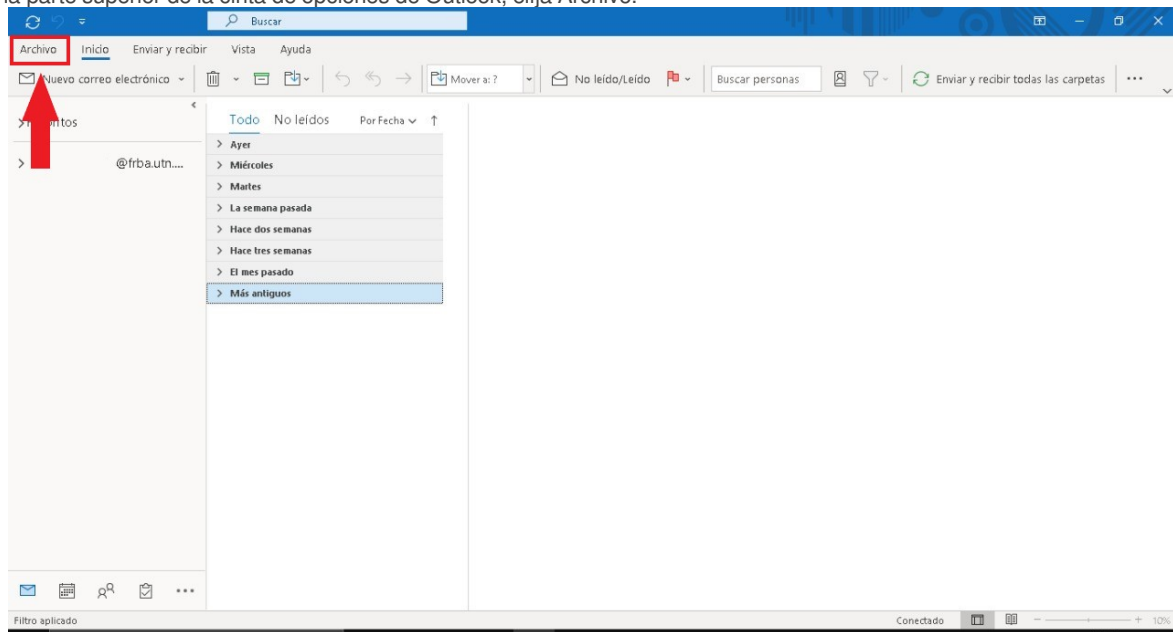 la parte superior de la cinta de opciones de Outlook, elija Archivo.
Buscar
Archivo Inicio Enviar y recibir Vista Ayuda
Nuevo correo electrónico Mover a: ? No leído/Leído Buscar personas Enviar y recibir todas las carpetas
Todo No leídos Por Fecha
@frba.utn....
Ayer
Miércoles
Martes
La semana pasada
Hace dos semanas
Hace tres semanas
El mes pasado
Más antiguos
Filtro aplicado Conectado 10%